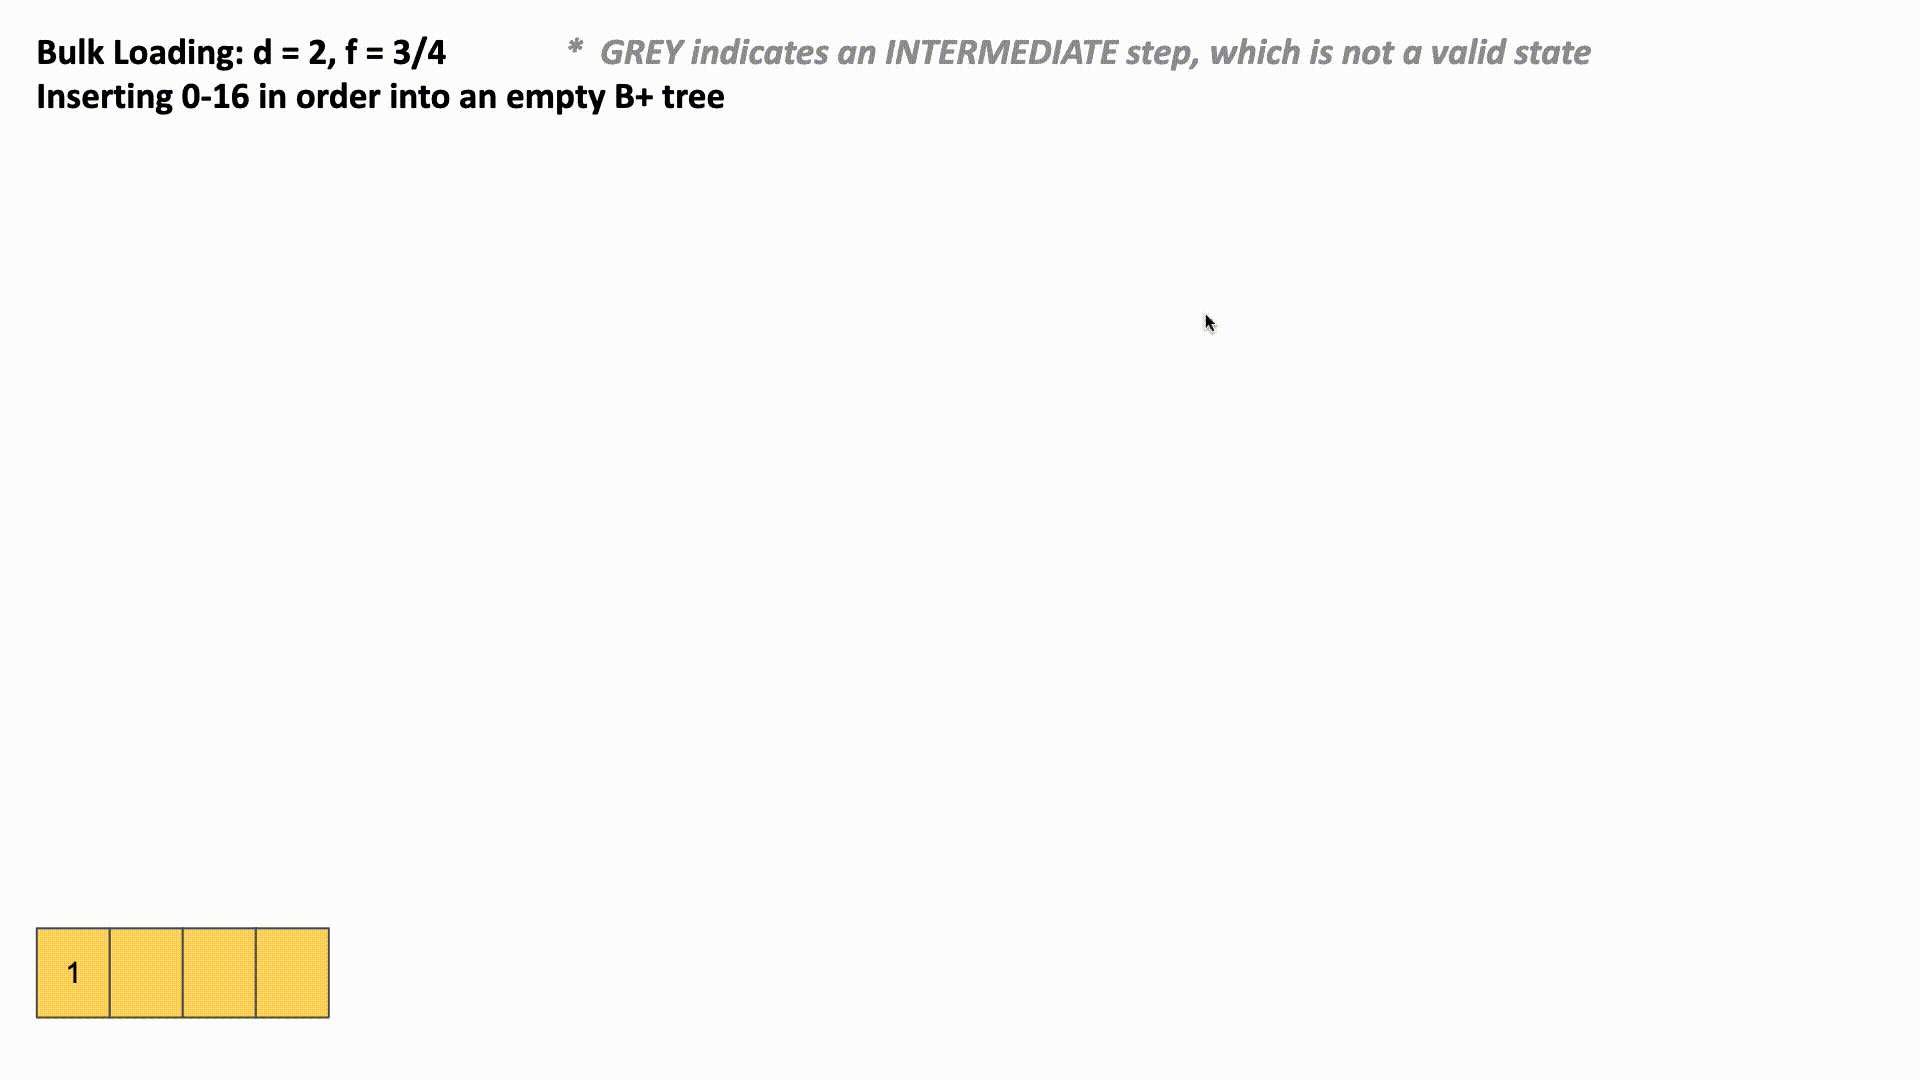 Bulk Loading: d = 2, f = 3/4 * GREY indicates an INTERMEDIATE step, which is not a valid state
Inserting 0-16 in order into an empty B+ tree
1